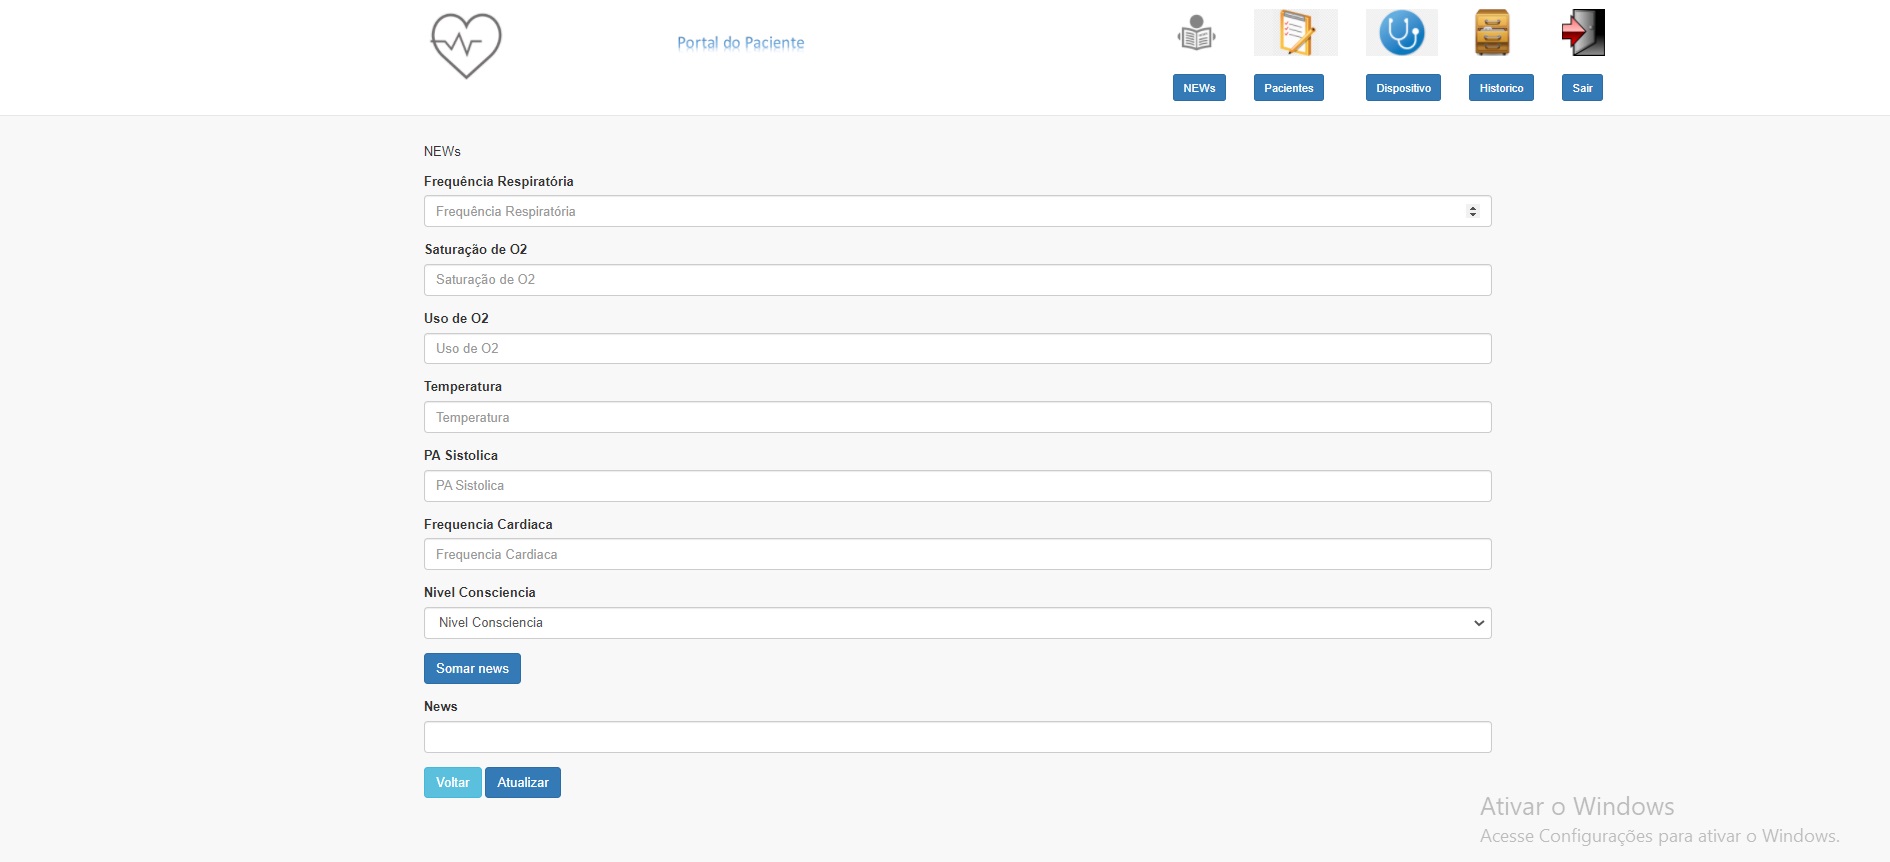 Portal do Paciente
NEWs Pacientes Dispositivo Historico Sair
NEWs
Frequência Respiratória
Frequência Respiratória
Saturação de O2
Saturação de O2
Uso de O2
Uso de O2
Temperatura
Temperatura
PA Sistolica
PA Sistolica
Frequencia Cardiaca
Frequencia Cardiaca
Nivel Consciencia
Nivel Consciencia
Somar news
News
Voltar Atualizar
Ativar o Windows
Acesse Configurações para ativar o Windows.